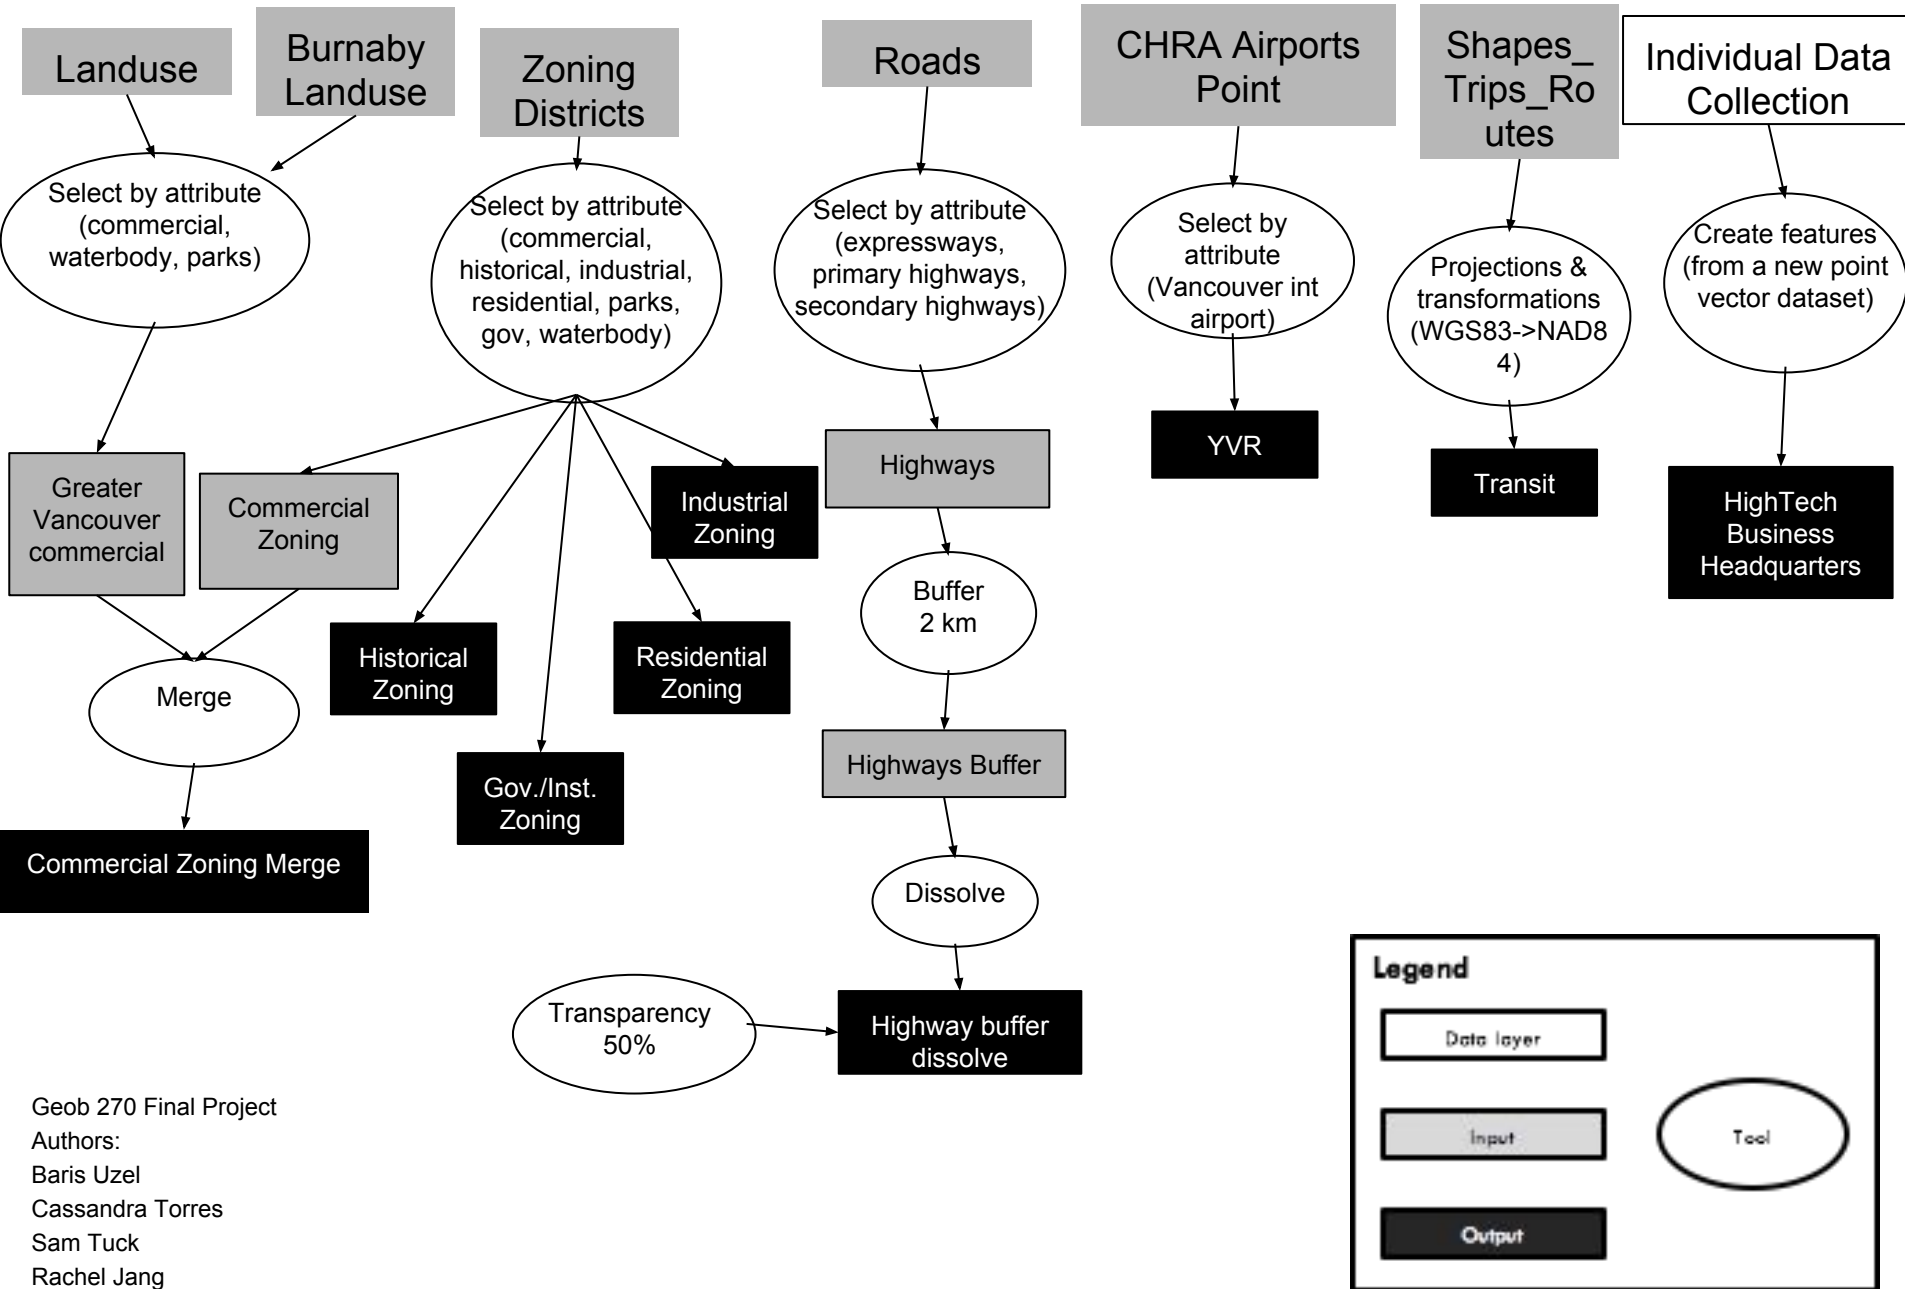 Landuse
Burnaby
Landuse
Zoning
Districts
Roads
CHRA Airports
Point
Shapes_
Trips_Ro
utes
Individual Data
Collection
Select by attribute
(commercial,
waterbody, parks)
Select by attribute
(commercial,
historical, industrial,
residential, parks,
gov, waterbody)
Select by attribute
(expressways,
primary highways,
secondary highways)
Select by
attribute
(Vancouver int
airport)
Projections &
transformations
(WGS83->NAD8
4)
Create features
(from a new point
vector dataset)
Greater
Vancouver
commercial
Commercial
Zoning
Industrial
Zoning
Highways
YVR
Transit
HighTech
Business
Headquarters
Buffer
2 km
Historical
Zoning
Residential
Zoning
Merge
Gov./Inst.
Zoning
Highways Buffer
Commercial Zoning Merge
Dissolve
Transparency
50%
Highway buffer
dissolve
Legend
Data layer
Input
Tool
Output
Geob 270 Final Project
Authors:
Baris Uzel
Cassandra Torres
Sam Tuck
Rachel Jang